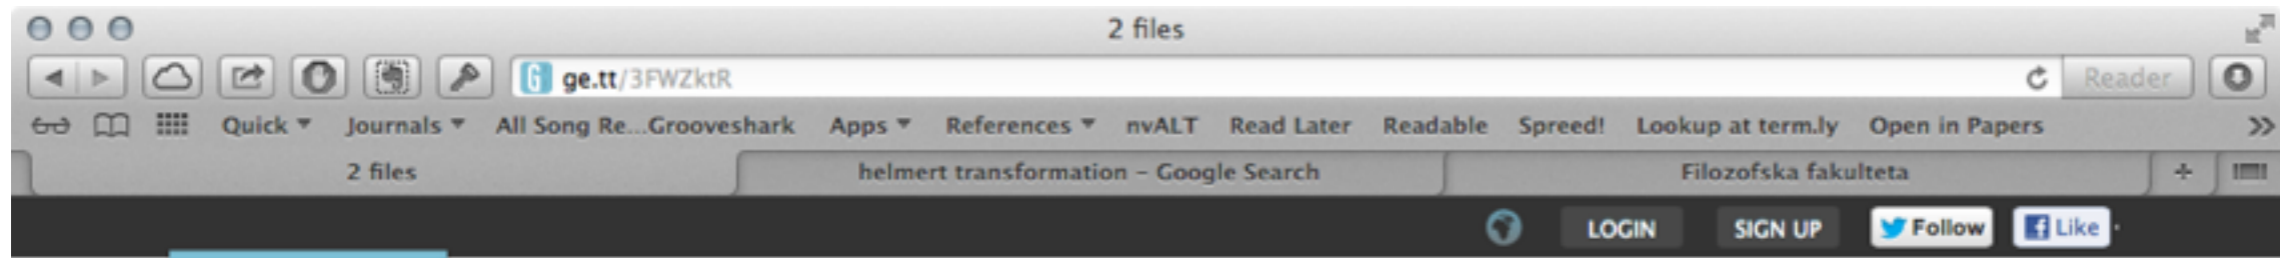 2 files
ge.tt/3FWZktR Reader
Quick Journals All Song Re...Grooveshark Apps References nvALT Read Later Readable Spreed! Lookup at term.ly Open in Papers
2 files helmert transformation – Google Search Filozofska fakulteta
LOGIN SIGN UP Follow Like